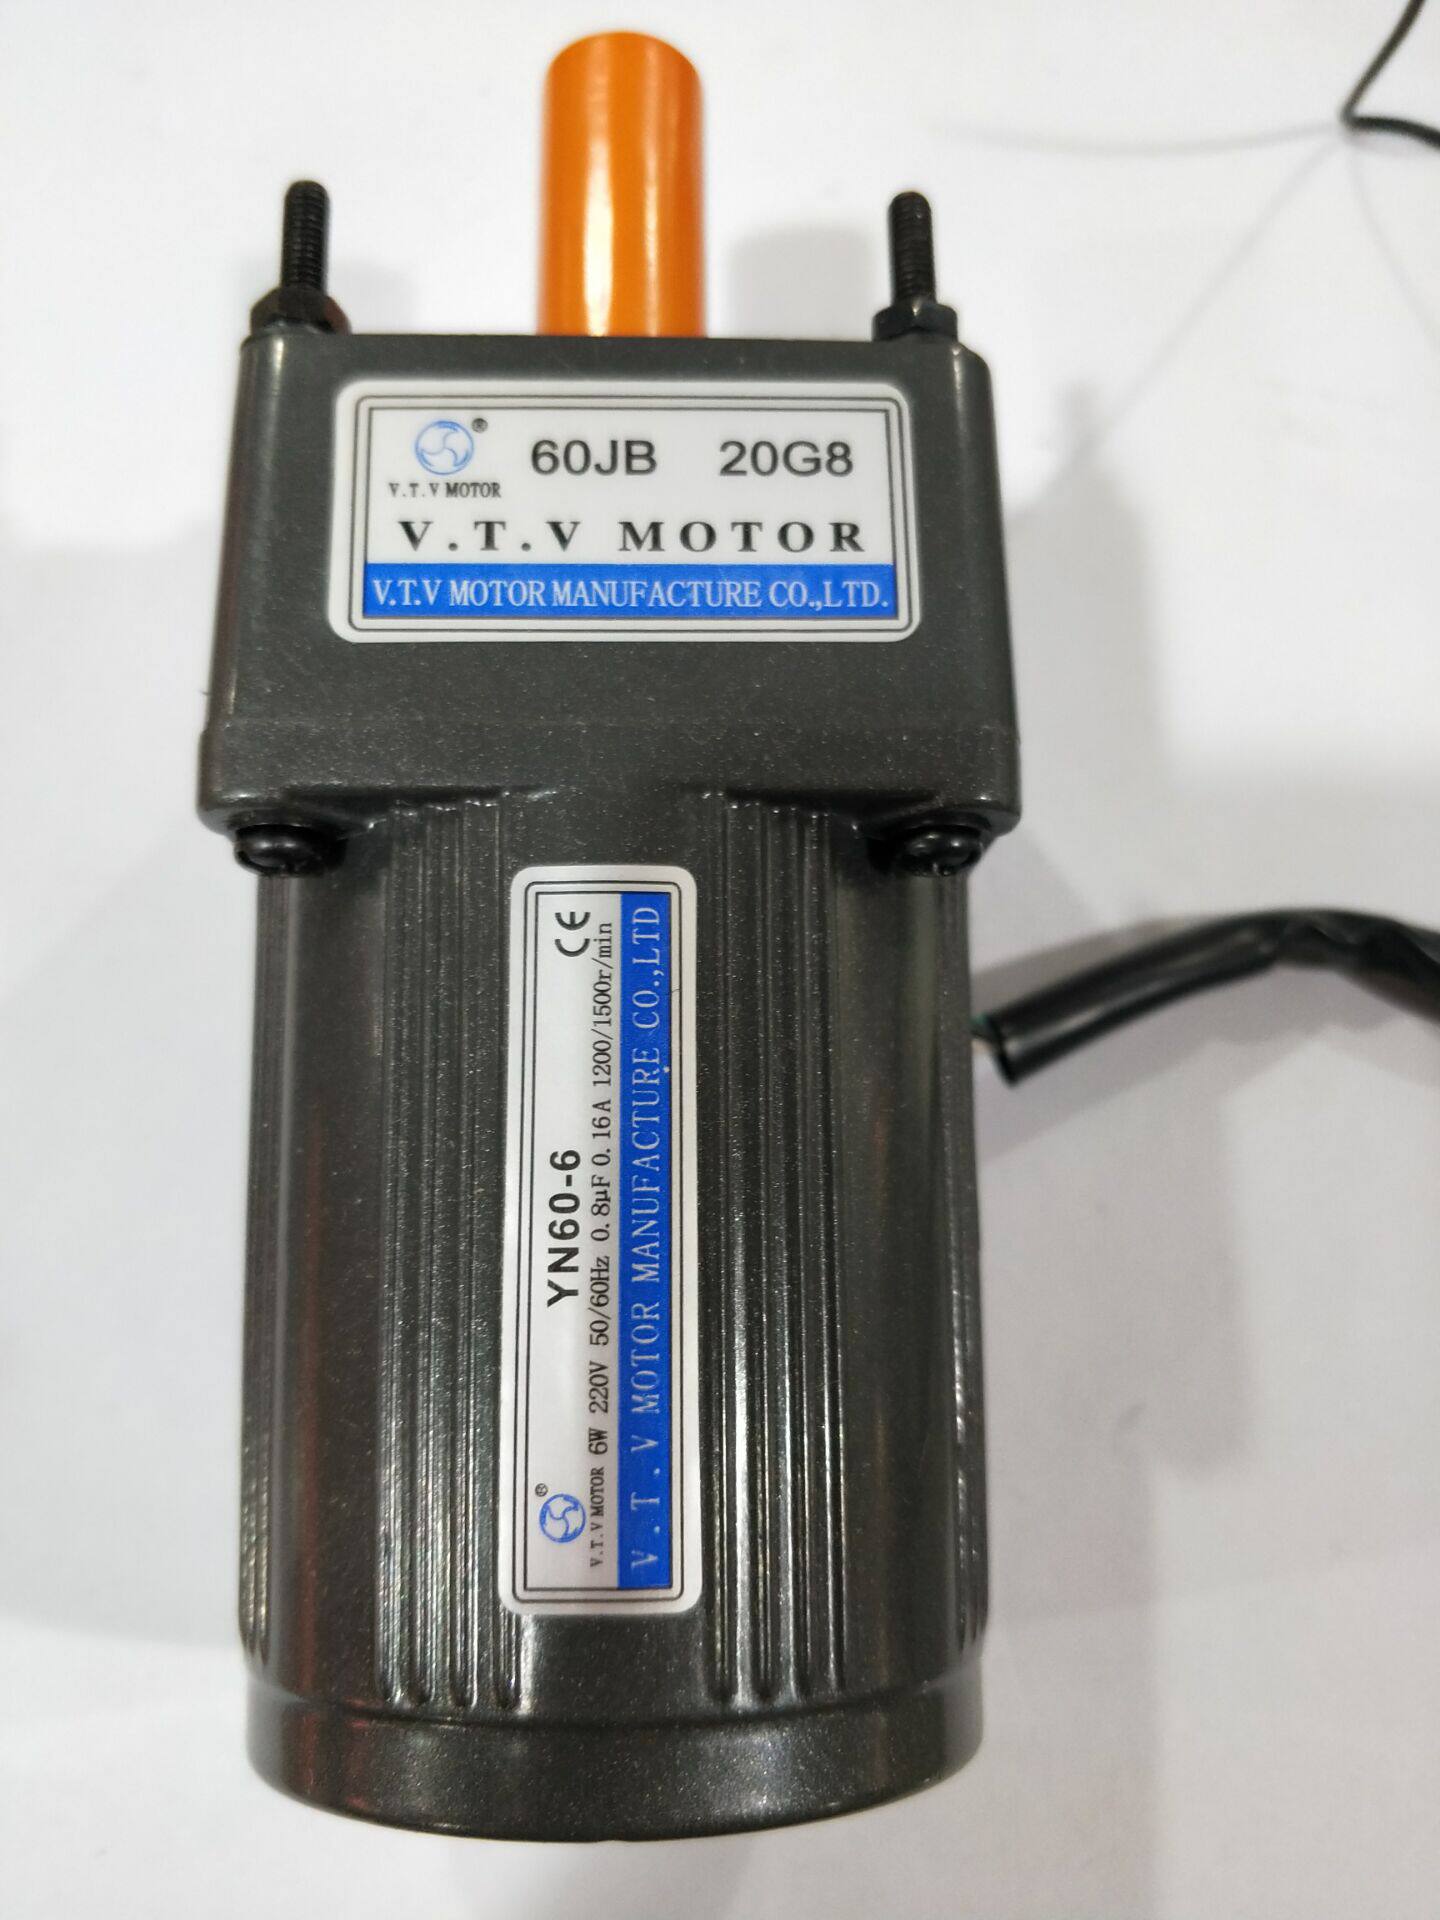 ®
60JB 20G8
V.T.V MOTOR
V.T.V MOTOR
V.T.V MOTOR MANUFACTURE CO.,LTD.
®
YN60-6
CE
V.T.V MOTOR 6W 220V 50/60Hz 0.8μF 0.16A 1200/1500r/min
V.T.V MOTOR MANUFACTURE CO.,LTD